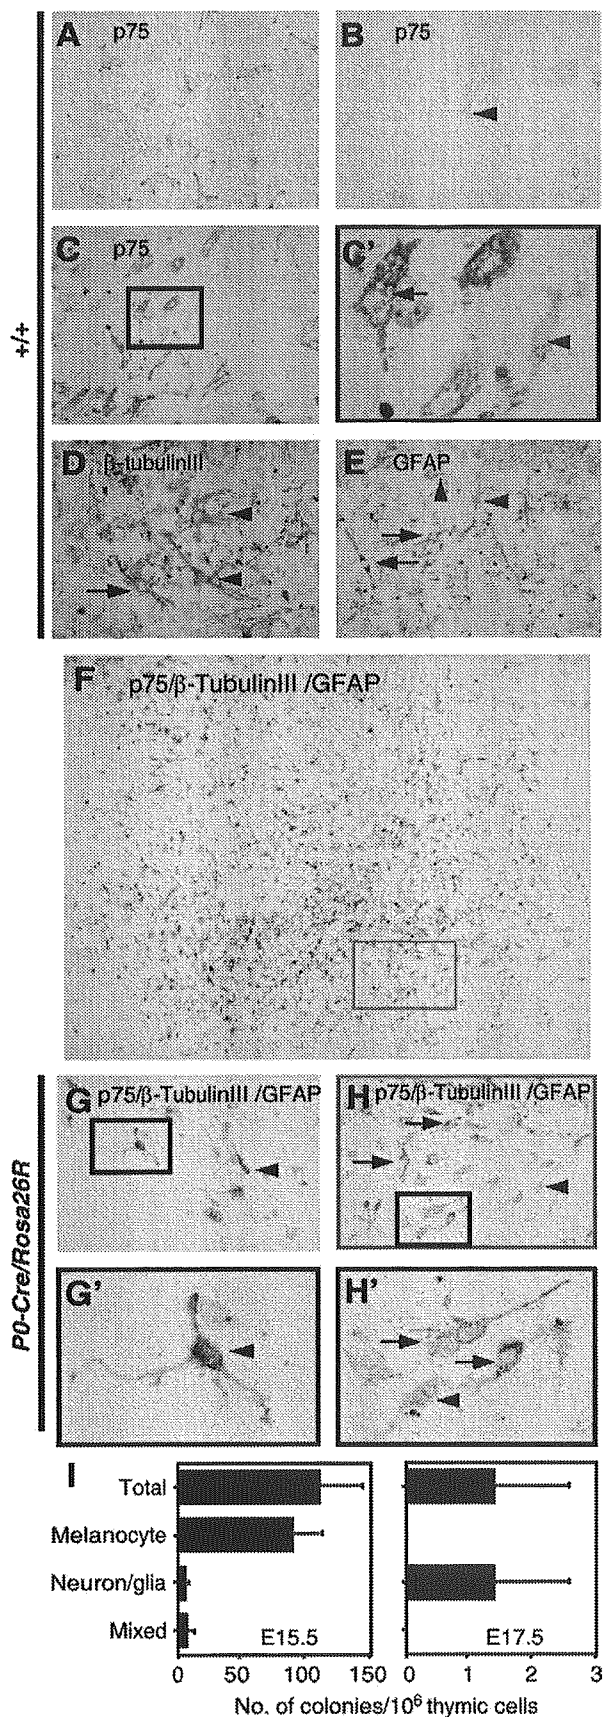 A p75
B p75
C p75
C'
+/+
D β-tubulinIII
E GFAP
F p75/β-TubulinIII /GFAP
G p75/β-TubulinIII /GFAP
H p75/β-TubulinIII /GFAP
P0-Cre/Rosa26R
G'
H'
I
Total
Melanocyte
Neuron/glia
Mixed
E15.5
E17.5
0 50 100 150
0 1 2 3
No. of colonies/10⁶ thymic cells